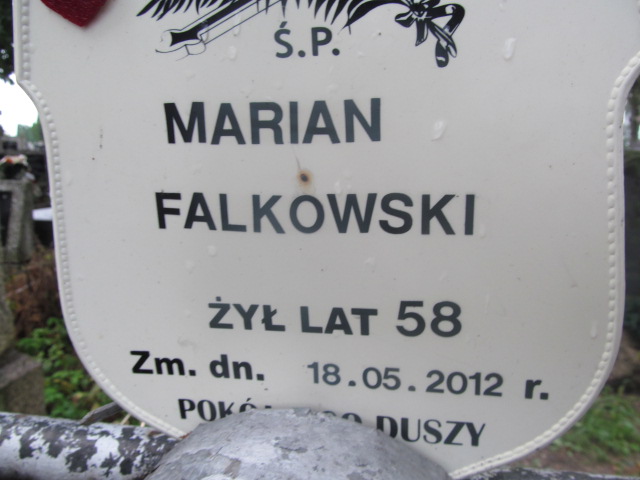 Ś.P.
MARIAN
FALKOWSKI
ŻYŁ LAT 58
Zm. dn. 18.05.2012 r.
DUSZY